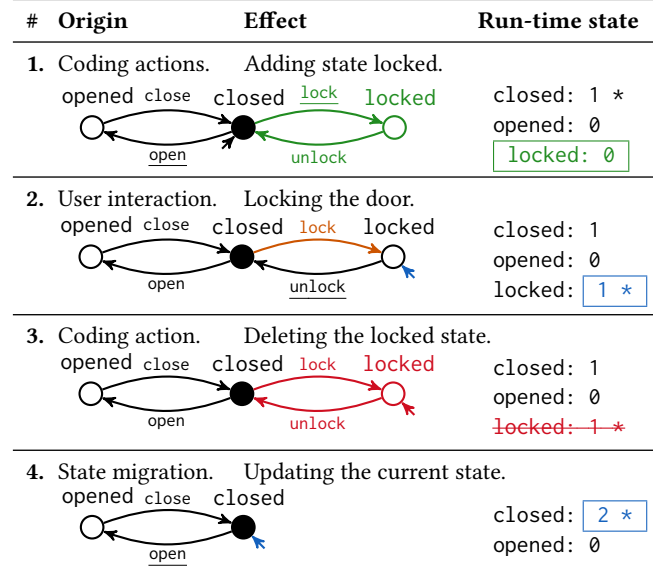 # Origin Effect Run-time state
1. Coding actions. Adding state locked.
opened close closed lock locked
open unlock
closed: 1 *
opened: 0
locked: 0
2. User interaction. Locking the door.
opened close closed lock locked
open unlock
closed: 1
opened: 0
locked: 1 *
3. Coding action. Deleting the locked state.
opened close closed lock locked
open unlock
closed: 1
opened: 0
locked: 1 *
4. State migration. Updating the current state.
opened close closed
open
closed: 2 *
opened: 0